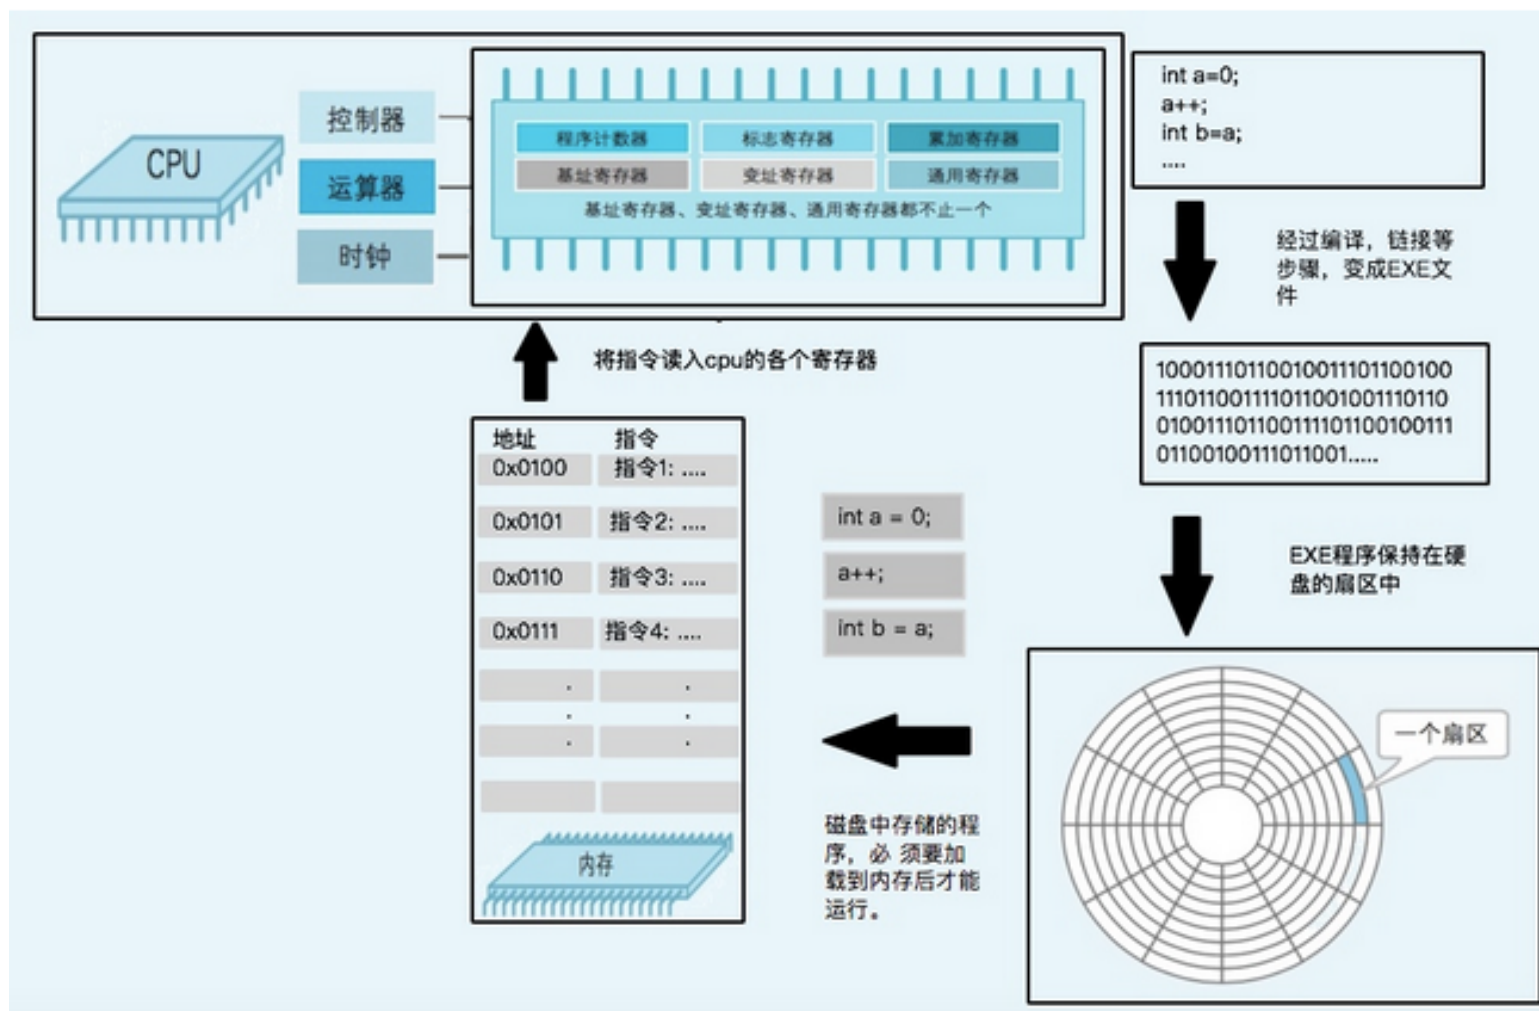 CPU
控制器
运算器
时钟
程序计数器 标志寄存器 累加寄存器
基址寄存器 变址寄存器 通用寄存器
基址寄存器、变址寄存器、通用寄存器都不止一个
int a=0;
a++;
int b=a;
....
经过编译，链接等
步骤，变成EXE文
件
将指令读入cpu的各个寄存器
10001110110010011101100100
1110110011110110010011101​10
0100111011001111011001001​11
011001001110110​01.....
EXE程序保持在硬
盘的扇区中
地址 指令
0x0100 指令1: ....
0x0101 指令2: ....
0x0110 指令3: ....
0x0111 指令4: ....
. .
. .
. .
内存
int a = 0;
a++;
int b = a;
磁盘中存储的程
序，必 须要加
载到内存后才能
运行。
一个扇区